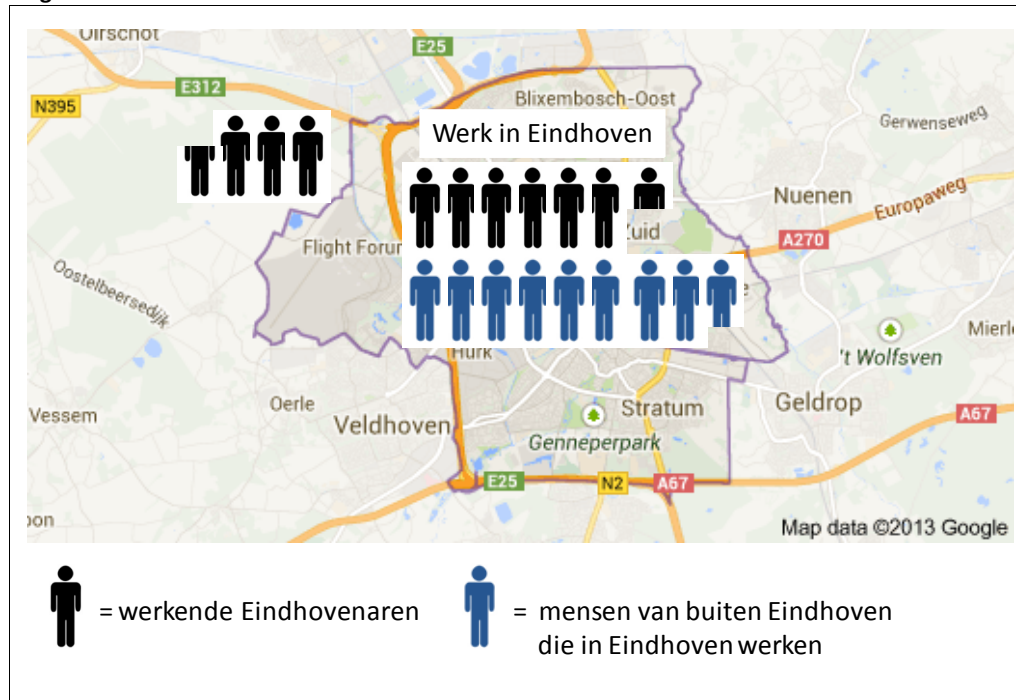 Oirschot
E25
E312
N395
Blixembosch-Oost
Gerwenseweg
Werk in Eindhoven
Nuenen
Europaweg
A270
Zuid
Flight Forum
Oostelbeersedijk
Hurk
't Wolfsven
Mierlo
Oerle
Vessem
Veldhoven
Stratum
Geldrop
A67
Genneperpark
E25
N2
A67
Map data ©2013 Google
= werkende Eindhovenaren
= mensen van buiten Eindhoven
die in Eindhoven werken